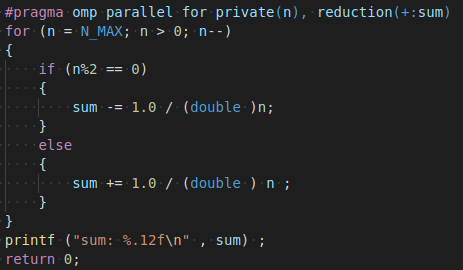 #pragma omp parallel for private(n), reduction(+:sum)
for (n = N_MAX; n > 0; n--)
{
    if (n%2 == 0)
    {
        sum -= 1.0 / (double )n;
    }
    else
    {
        sum += 1.0 / (double ) n ;
    }
}
printf ("sum: %.12f\n" , sum) ;
return 0;